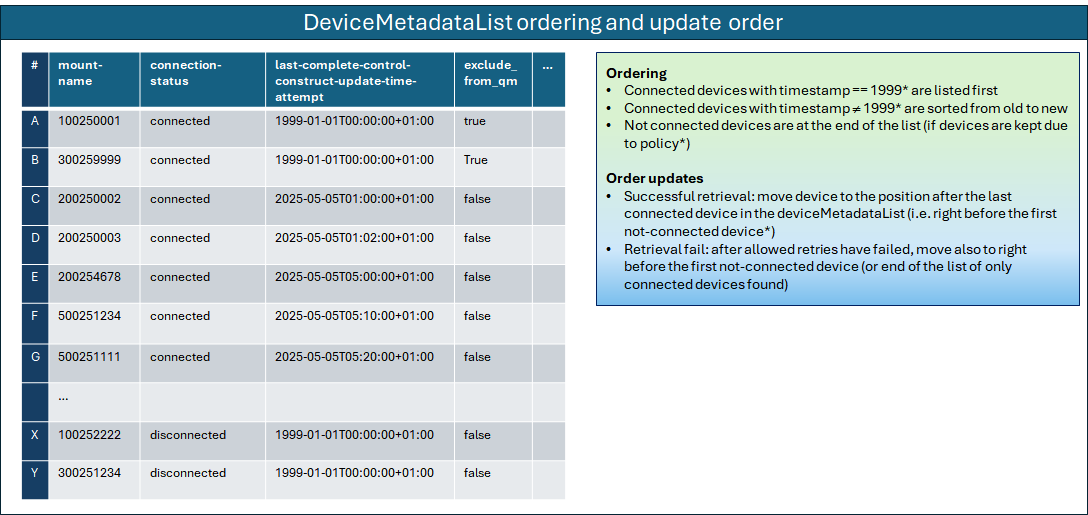 DeviceMetadataList ordering and update order
# mount-name connection-status last-complete-control-construct-update-time-attempt exclude_from_qm ...
A 100250001 connected 1999-01-01T00:00:00+01:00 true
B 300259999 connected 1999-01-01T00:00:00+01:00 True
C 200250002 connected 2025-05-05T01:00:00+01:00 false
D 200250003 connected 2025-05-05T01:02:00+01:00 false
E 200254678 connected 2025-05-05T05:00:00+01:00 false
F 500251234 connected 2025-05-05T05:10:00+01:00 false
G 500251111 connected 2025-05-05T05:20:00+01:00 false
...
X 100252222 disconnected 1999-01-01T00:00:00+01:00 false
Y 300251234 disconnected 1999-01-01T00:00:00+01:00 false
Ordering
• Connected devices with timestamp == 1999* are listed first
• Connected devices with timestamp ≠ 1999* are sorted from old to new
• Not connected devices are at the end of the list (if devices are kept due
to policy*)
Order updates
• Successful retrieval: move device to the position after the last
connected device in the deviceMetadataList (i.e. right before the first
not-connected device*)
• Retrieval fail: after allowed retries have failed, move also to right
before the first not-connected device (or end of the list of only
connected devices found)